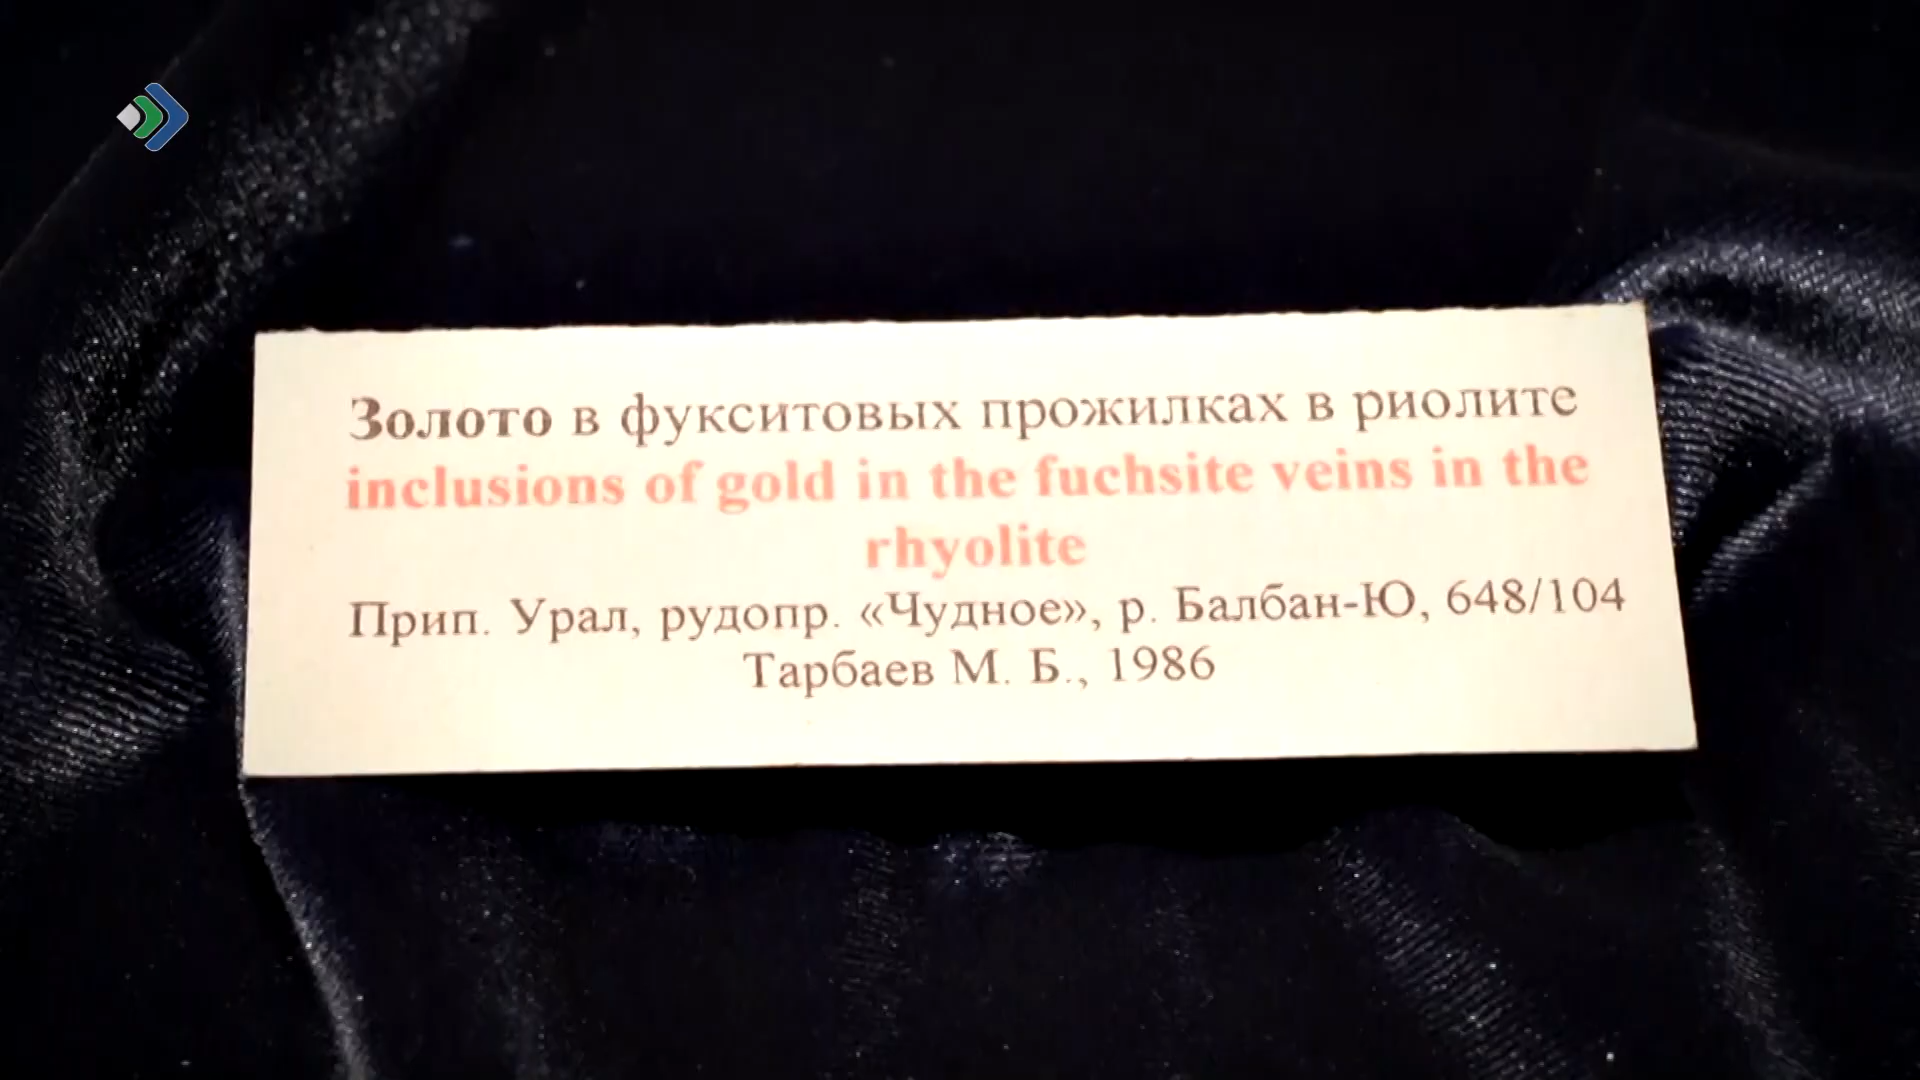 Золото в фукситовых прожилках в риолите
inclusions of gold in the fuchsite veins in the
rhyolite
Прип. Урал, рудопр. «Чудное», р. Балбан-Ю, 648/104
Тарбаев М. Б., 1986